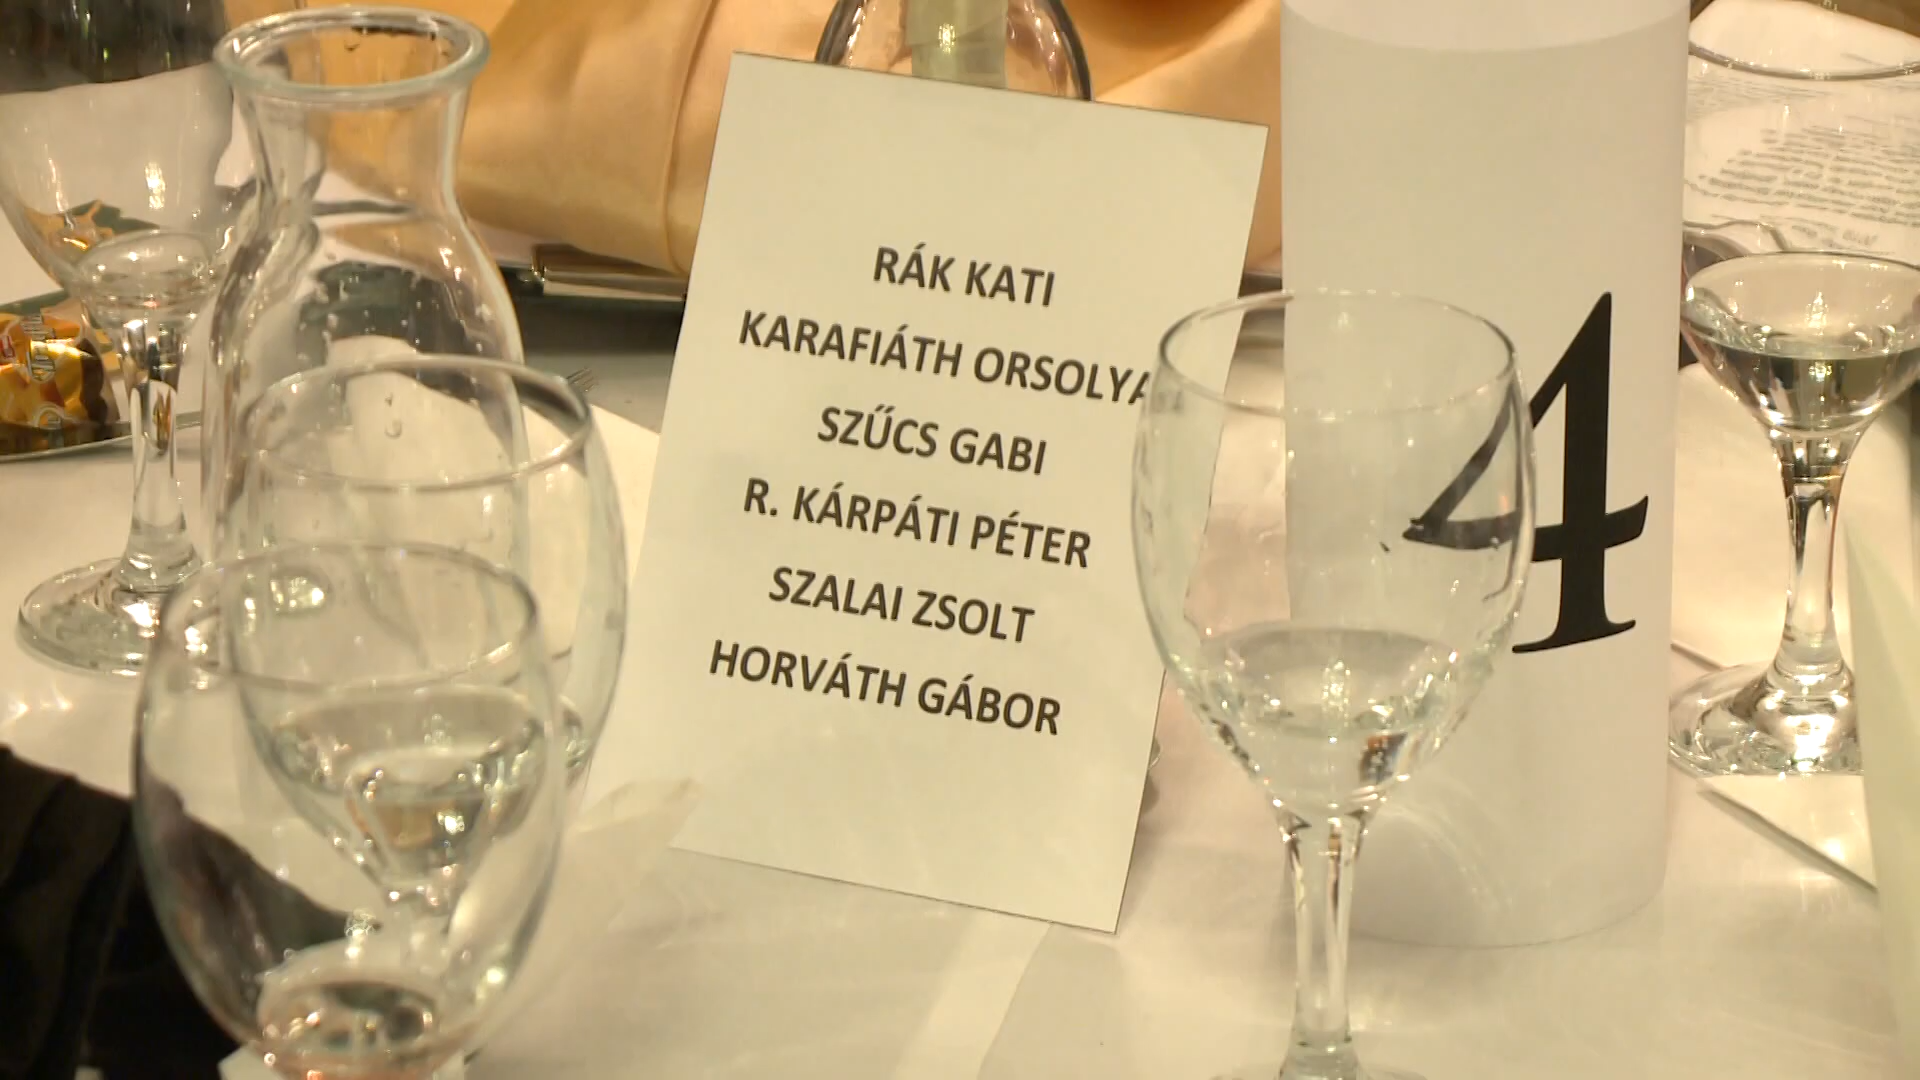 RÁK KATI
KARAFIÁTH ORSOLYA
SZŰCS GABI
R. KÁRPÁTI PÉTER
SZALAI ZSOLT
HORVÁTH GÁBOR
4